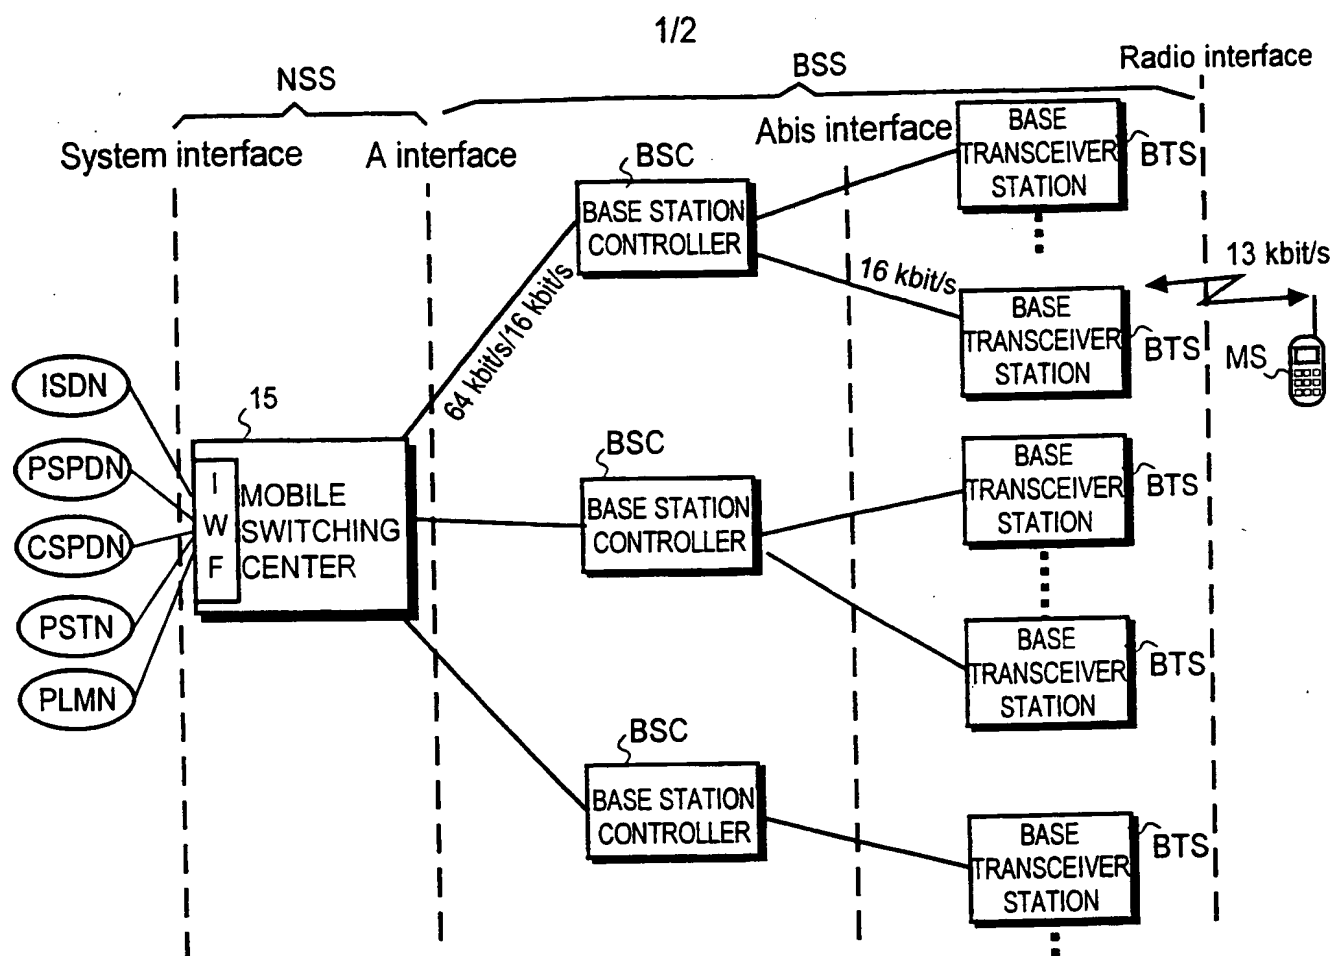 1/2
NSS
BSS
Radio interface
System interface
A interface
Abis interface
BSC
BASE STATION
CONTROLLER
BASE
TRANSCEIVER
STATION
BTS
64 kbit/s/16 kbit/s
16 kbit/s
13 kbit/s
BASE
TRANSCEIVER
STATION
BTS
MS
ISDN
PSPDN
CSPDN
PSTN
PLMN
15
I
W
F
MOBILE
SWITCHING
CENTER
BSC
BASE STATION
CONTROLLER
BASE
TRANSCEIVER
STATION
BTS
BASE
TRANSCEIVER
STATION
BTS
BSC
BASE STATION
CONTROLLER
BASE
TRANSCEIVER
STATION
BTS